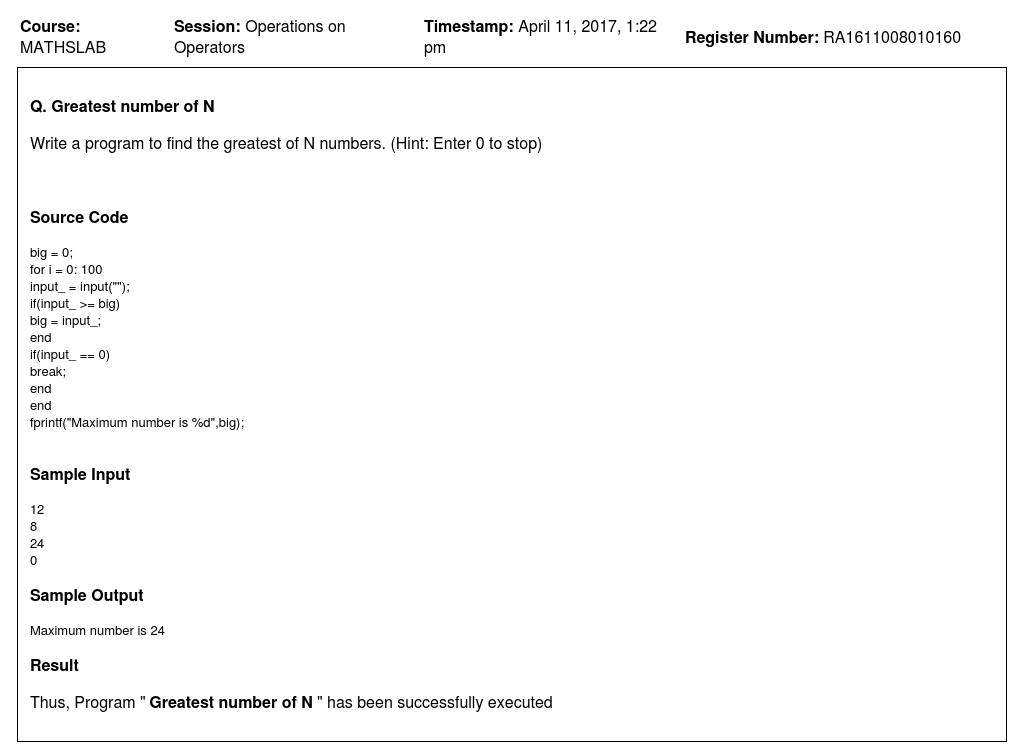 Course:
MATHSLAB
Session: Operations on
Operators
Timestamp: April 11, 2017, 1:22
pm
Register Number: RA1611008010160
Q. Greatest number of N
Write a program to find the greatest of N numbers. (Hint: Enter 0 to stop)
Source Code
big = 0;
for i = 0: 100
input_ = input("");
if(input_ >= big)
big = input_;
end
if(input_ == 0)
break;
end
end
fprintf("Maximum number is %d",big);
Sample Input
12
8
24
0
Sample Output
Maximum number is 24
Result
Thus, Program " Greatest number of N " has been successfully executed